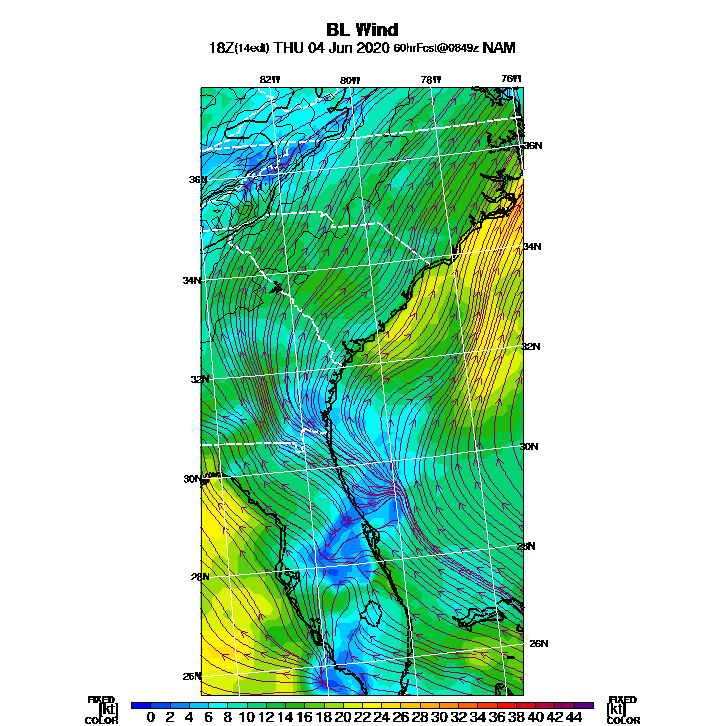 BL Wind
18Z(14edt) THU 04 Jun 2020 60hrFcst@0849z NAM
82W 80W 78W 76W
36N
36N
34N
34N
32N
32N
30N
30N
28N
28N
26N
26N
FIXED FIXED
[kt] 0 2 4 6 8 10 12 14 16 18 20 22 24 26 28 30 32 34 36 38 40 42 44 [kt]
COLOR COLOR